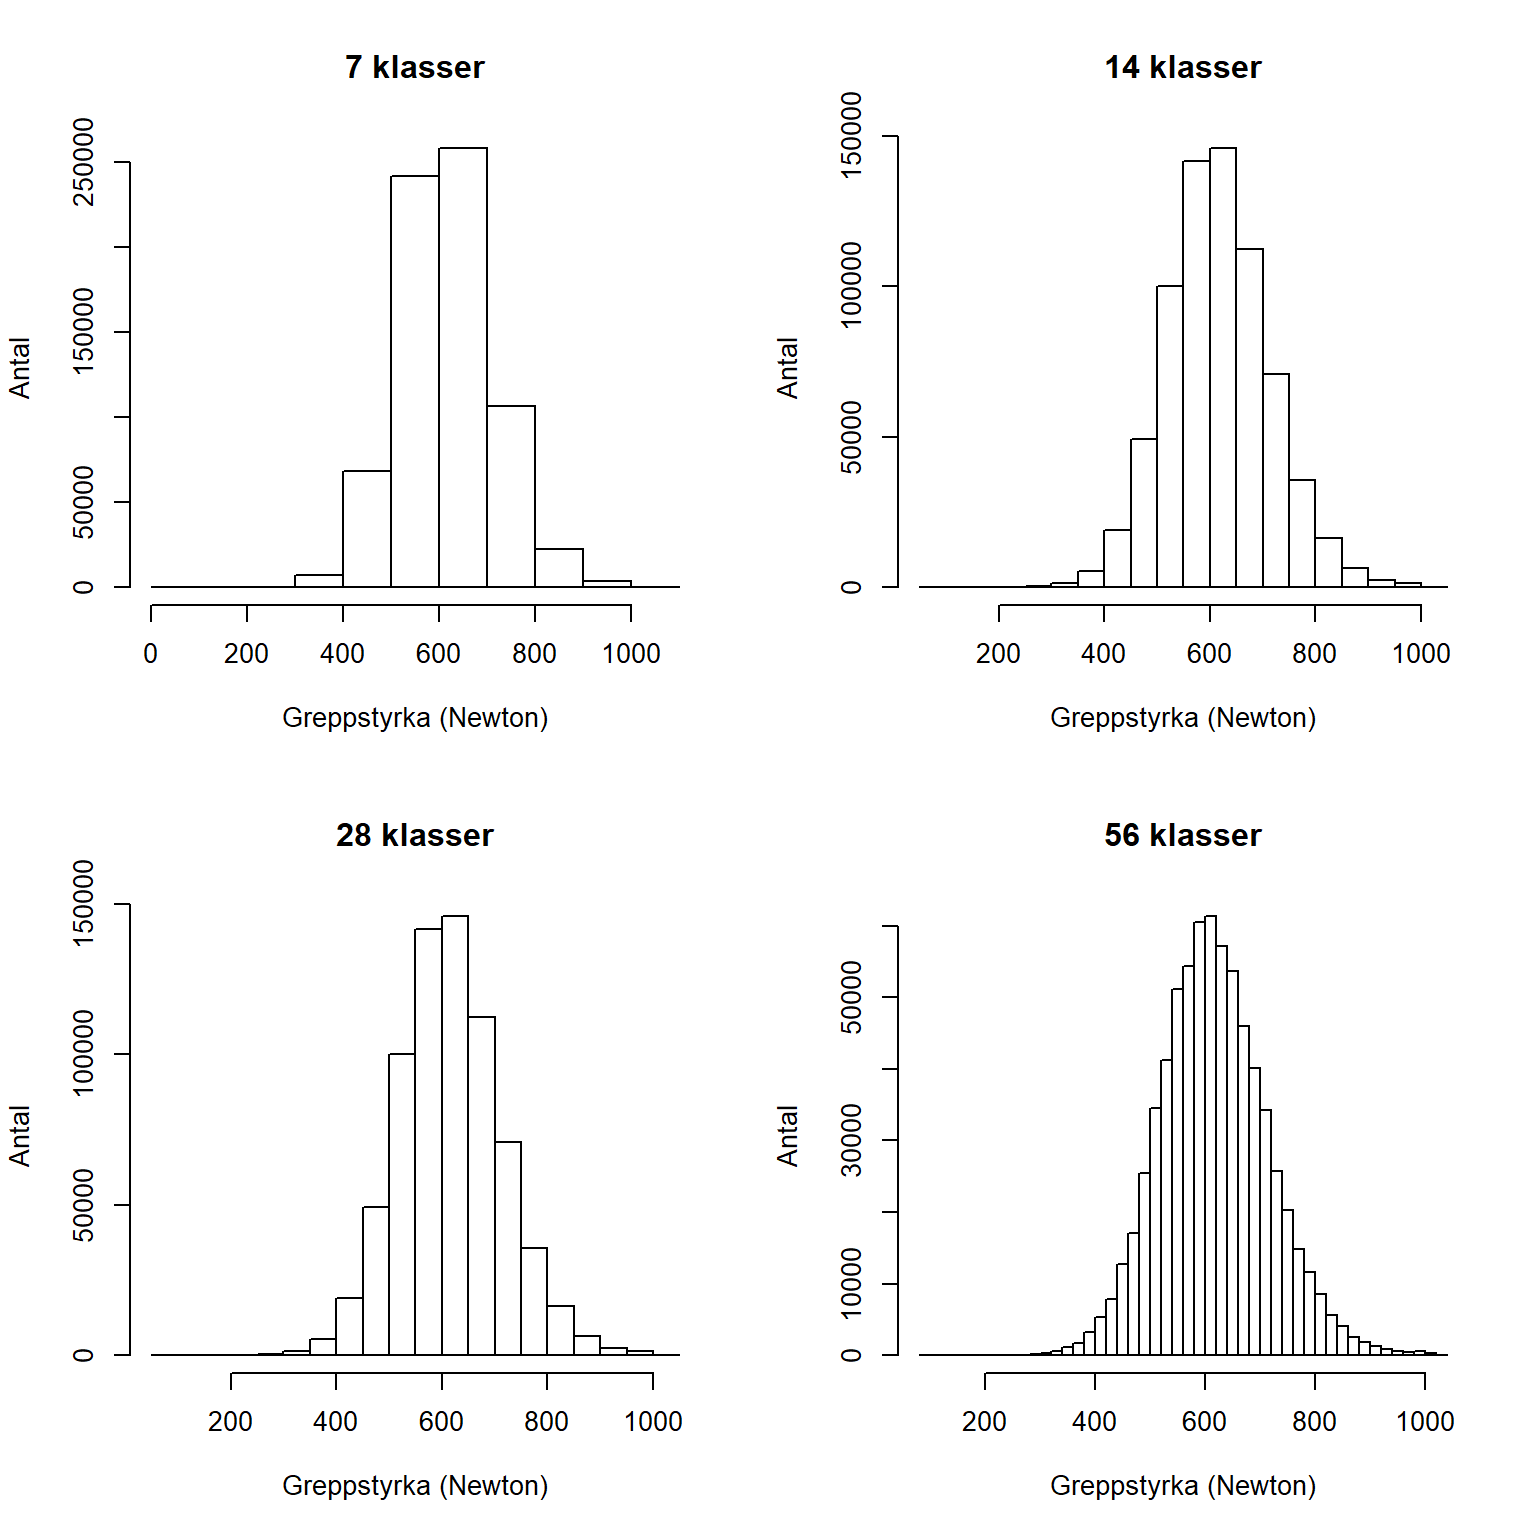 7 klasser
Antal
250000
150000
50000
0
0 200 400 600 800 1000
Greppstyrka (Newton)
14 klasser
Antal
150000
100000
50000
0
200 400 600 800 1000
Greppstyrka (Newton)
28 klasser
Antal
150000
100000
50000
0
200 400 600 800 1000
Greppstyrka (Newton)
56 klasser
Antal
50000
30000
10000
0
200 400 600 800 1000
Greppstyrka (Newton)